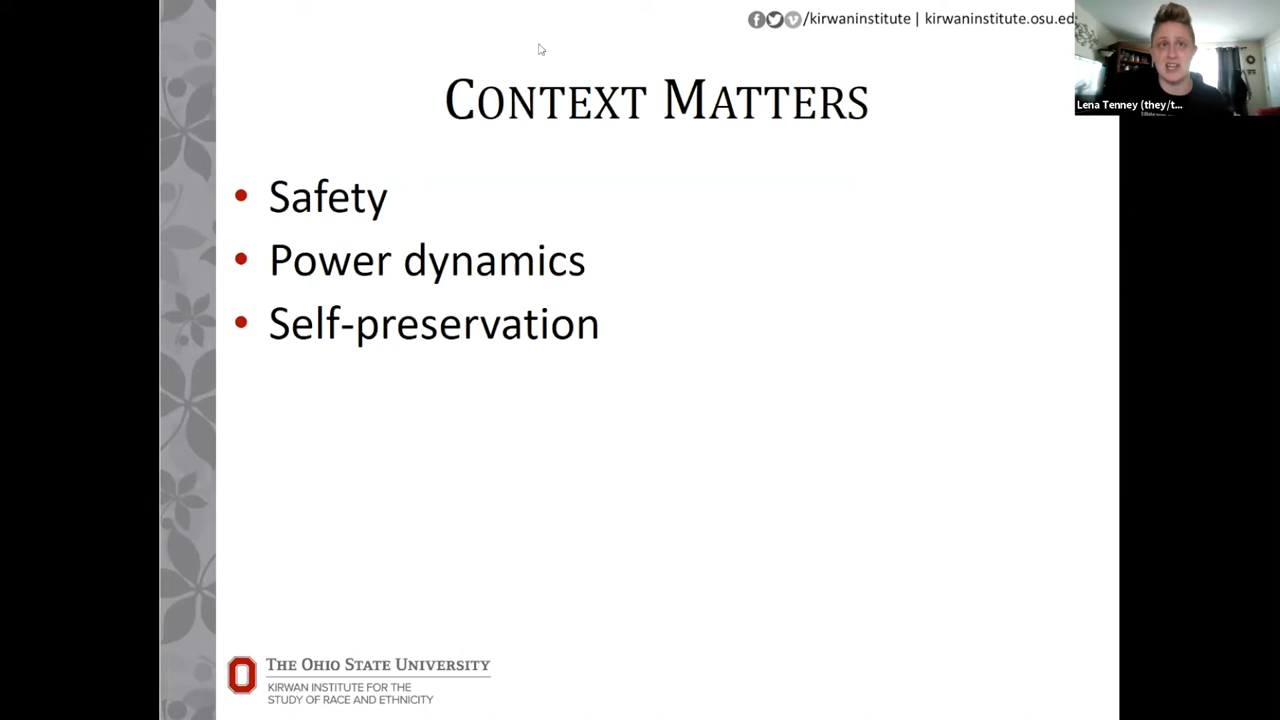 /kirwaninstitute | kirwaninstitute.osu.ed
Lena Tenney (they/t...
CONTEXT MATTERS
• Safety
• Power dynamics
• Self-preservation
THE OHIO STATE UNIVERSITY
KIRWAN INSTITUTE FOR THE
STUDY OF RACE AND ETHNICITY